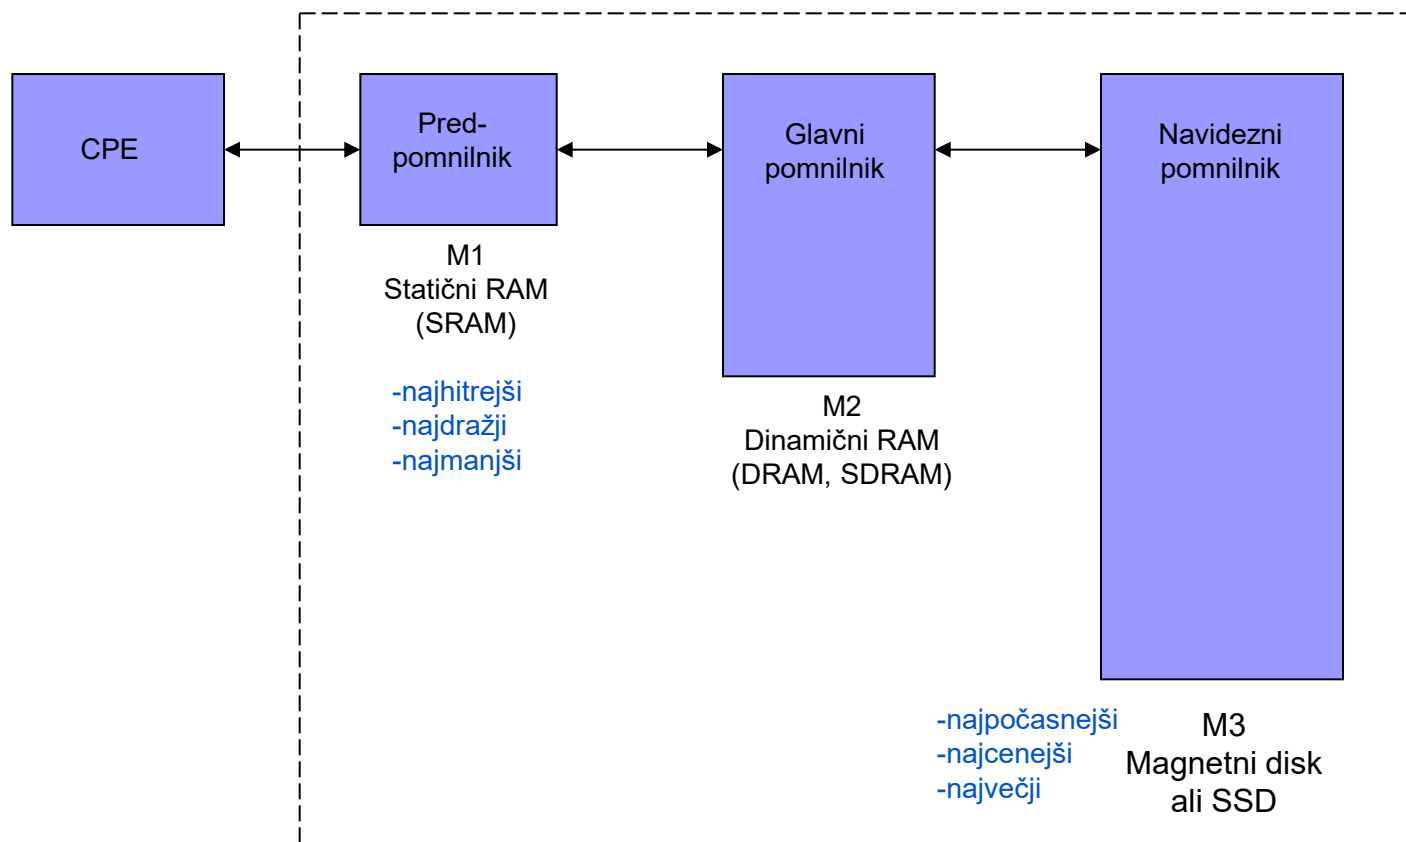 CPE
Pred-
pomnilnik
Glavni
pomnilnik
Navidezni
pomnilnik
M1
Statični RAM
(SRAM)
-najhitrejši
-najdražji
-najmanjši
M2
Dinamični RAM
(DRAM, SDRAM)
-najpočasnejši
-najcenejši
-največji
M3
Magnetni disk
ali SSD